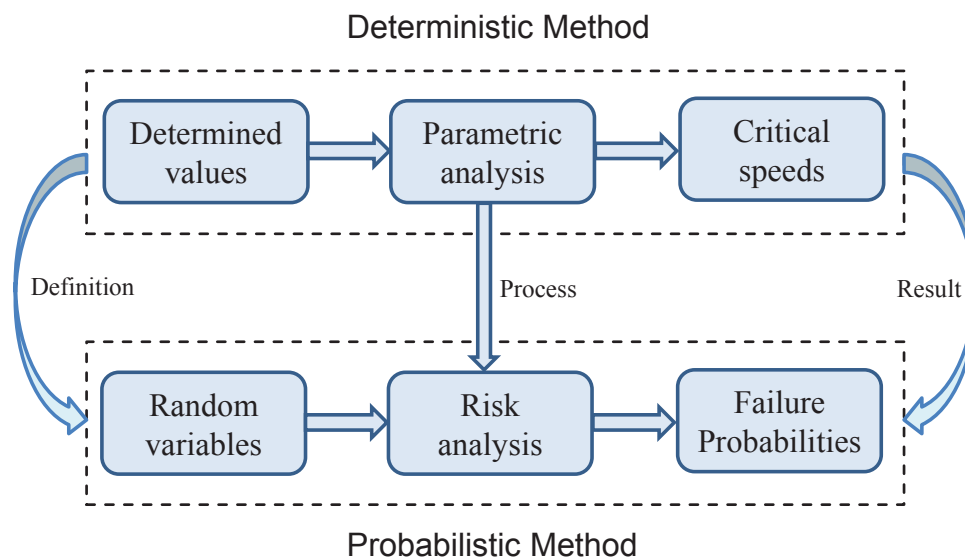 Deterministic Method
Determined
values
Parametric
analysis
Critical
speeds
Definition
Process
Result
Random
variables
Risk
analysis
Failure
Probabilities
Probabilistic Method